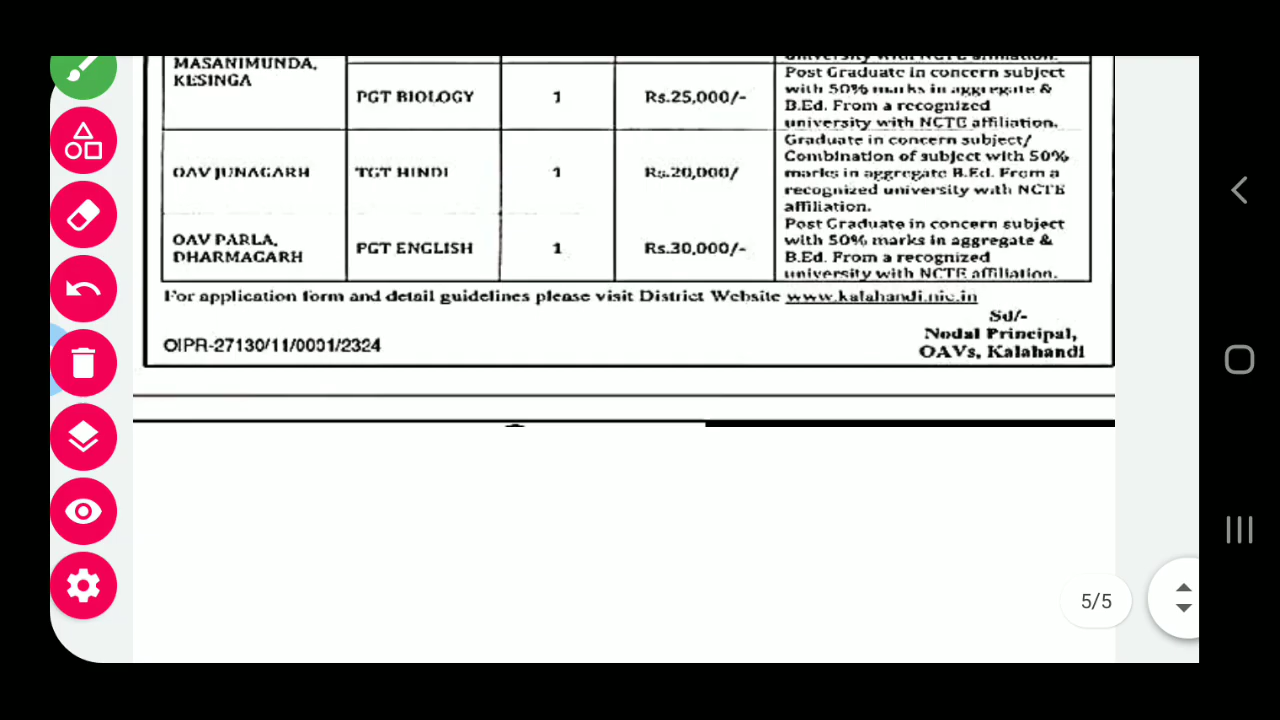 MASANIMUNDA,
KESINGA
university with NCTE affiliation.
PGT BIOLOGY 1 Rs.25,000/-
Post Graduate in concern subject
with 50% marks in aggregate &
B.Ed. From a recognized
university with NCTE affiliation.
OAV JUNAGARH TGT HINDI 1 Rs.20,000/
Graduate in concern subject/
Combination of subject with 50%
marks in aggregate B.Ed. From a
recognized university with NCTE
affiliation.
OAV PARLA,
DHARMAGARH
PGT ENGLISH 1 Rs.30,000/-
Post Graduate in concern subject
with 50% marks in aggregate &
B.Ed. From a recognized
university with NCTE affiliation.
For application form and detail guidelines please visit District Website www.kalahandi.nic.in
Sd/-
Nodal Principal,
OAVs, Kalahandi
OIPR-27130/11/0031/2324
5/5